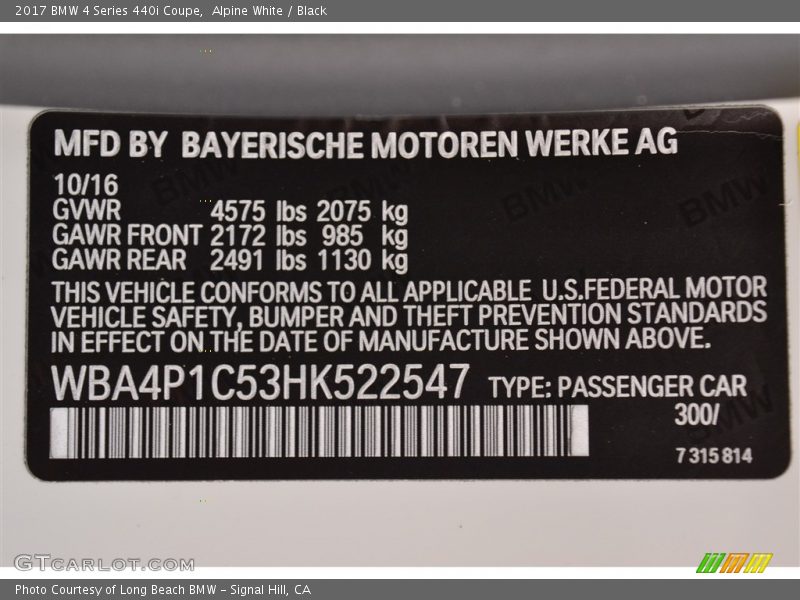 2017 BMW 4 Series 440i Coupe, Alpine White / Black
MFD BY BAYERISCHE MOTOREN WERKE AG
10/16
GVWR 4575 lbs 2075 kg
GAWR FRONT 2172 lbs 985 kg
GAWR REAR 2491 lbs 1130 kg
THIS VEHICLE CONFORMS TO ALL APPLICABLE U.S.FEDERAL MOTOR
VEHICLE SAFETY, BUMPER AND THEFT PREVENTION STANDARDS
IN EFFECT ON THE DATE OF MANUFACTURE SHOWN ABOVE.
WBA4P1C53HK522547 TYPE: PASSENGER CAR
300/
7 315 814
GTCARLOT.COM
Photo Courtesy of Long Beach BMW - Signal Hill, CA